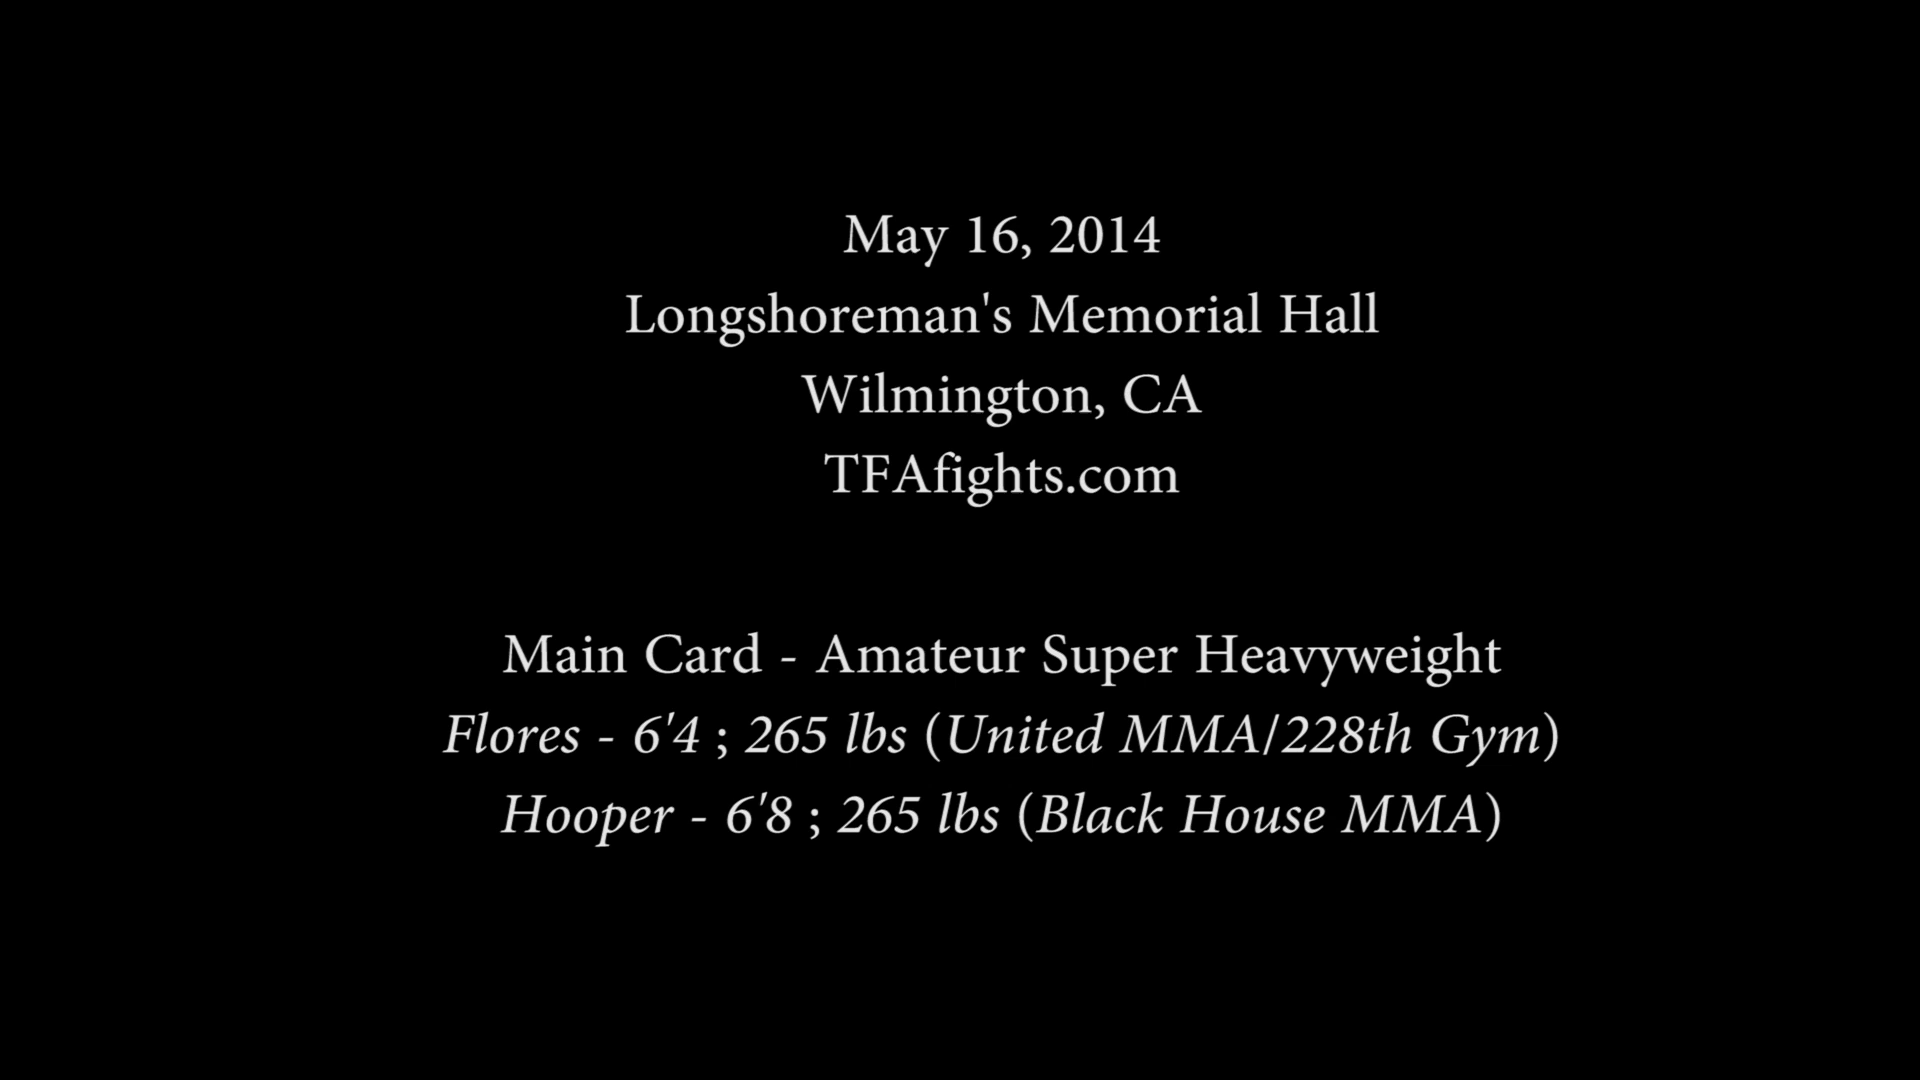 May 16, 2014
Longshoreman's Memorial Hall
Wilmington, CA
TFAfights.com
Main Card - Amateur Super Heavyweight
Flores - 6'4 ; 265 lbs (United MMA/228th Gym)
Hooper - 6'8 ; 265 lbs (Black House MMA)